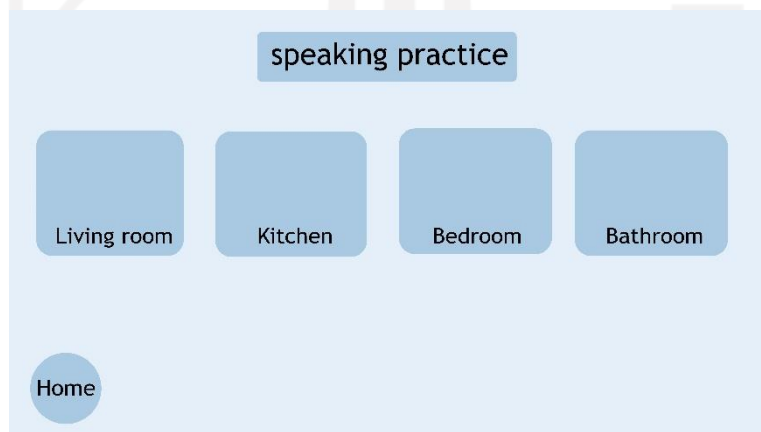 speaking practice
Living room
Kitchen
Bedroom
Bathroom
Home